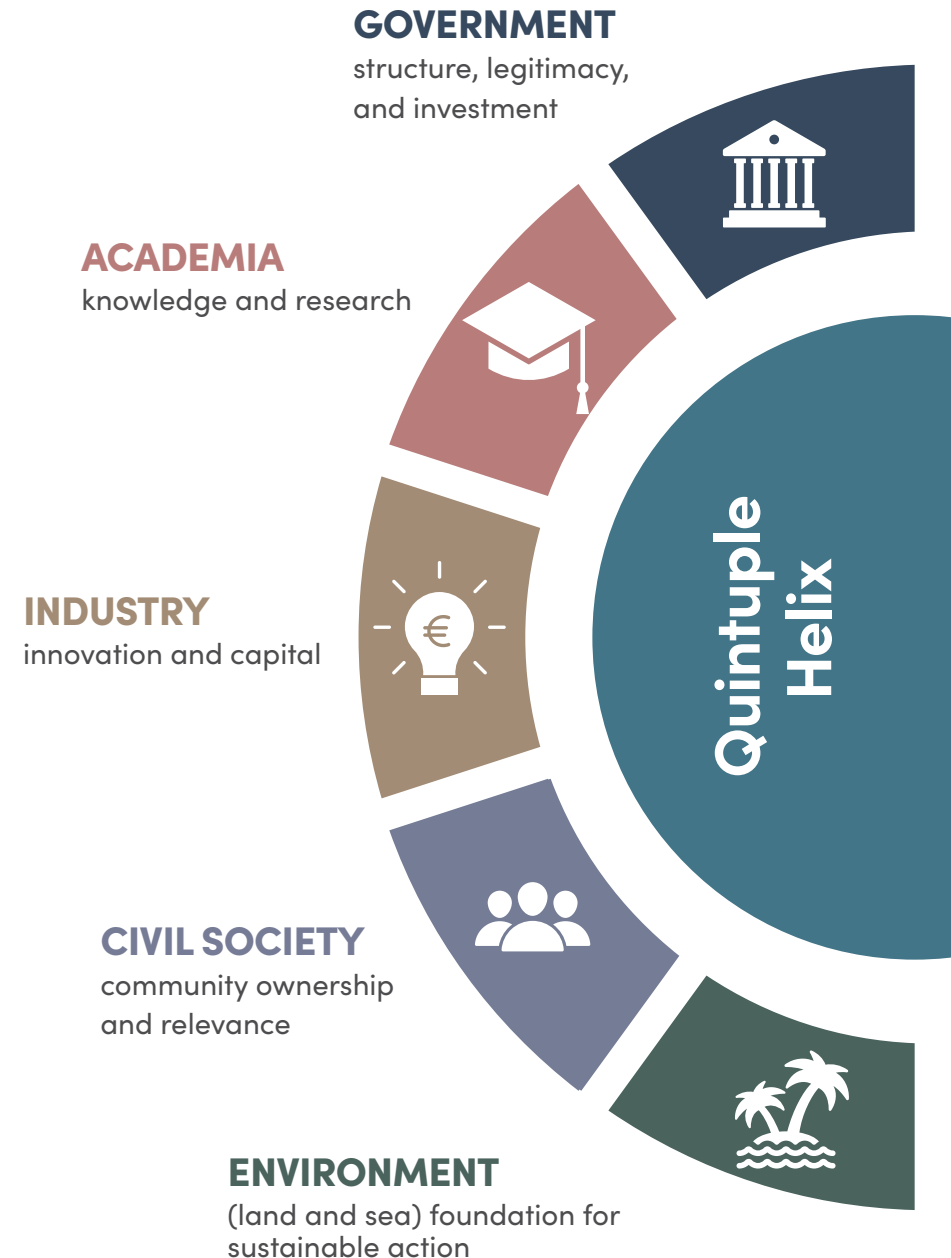 GOVERNMENT
structure, legitimacy,
and investment
ACADEMIA
knowledge and research
INDUSTRY
innovation and capital
€
Quintuple
Helix
CIVIL SOCIETY
community ownership
and relevance
ENVIRONMENT
(land and sea) foundation for
sustainable action